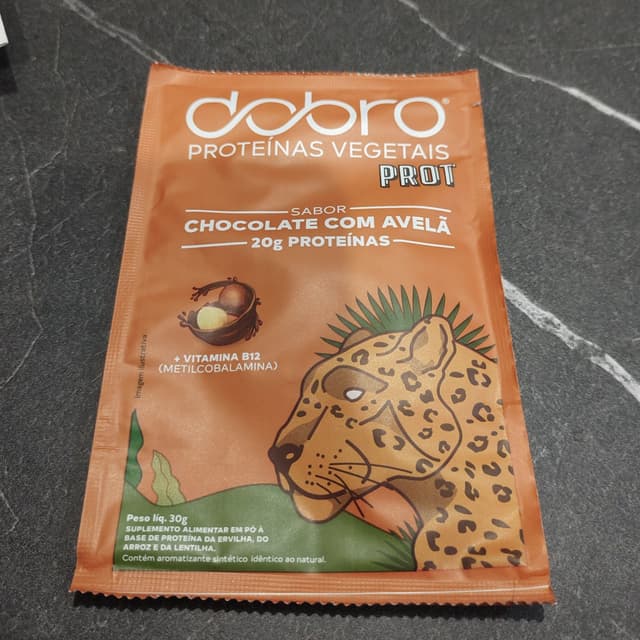 dobro®
PROTEÍNAS VEGETAIS
PROT
SABOR
CHOCOLATE COM AVELÃ
20g PROTEÍNAS
+ VITAMINA B12
(METILCOBALAMINA)
Imagem ilustrativa
Peso líq. 30g
SUPLEMENTO ALIMENTAR EM PÓ À
BASE DE PROTEÍNA DA ERVILHA, DO
ARROZ E DA LENTILHA.
Contém aromatizante sintético idêntico ao natural.